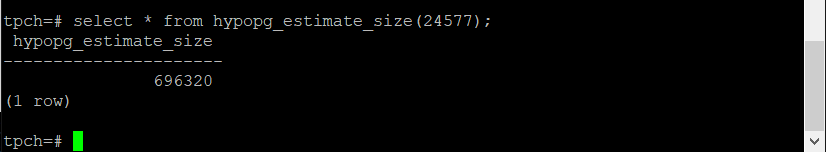 tpch=# select * from hypopg_estimate_size(24577);
 hypopg_estimate_size
----------------------
               696320
(1 row)
tpch=#